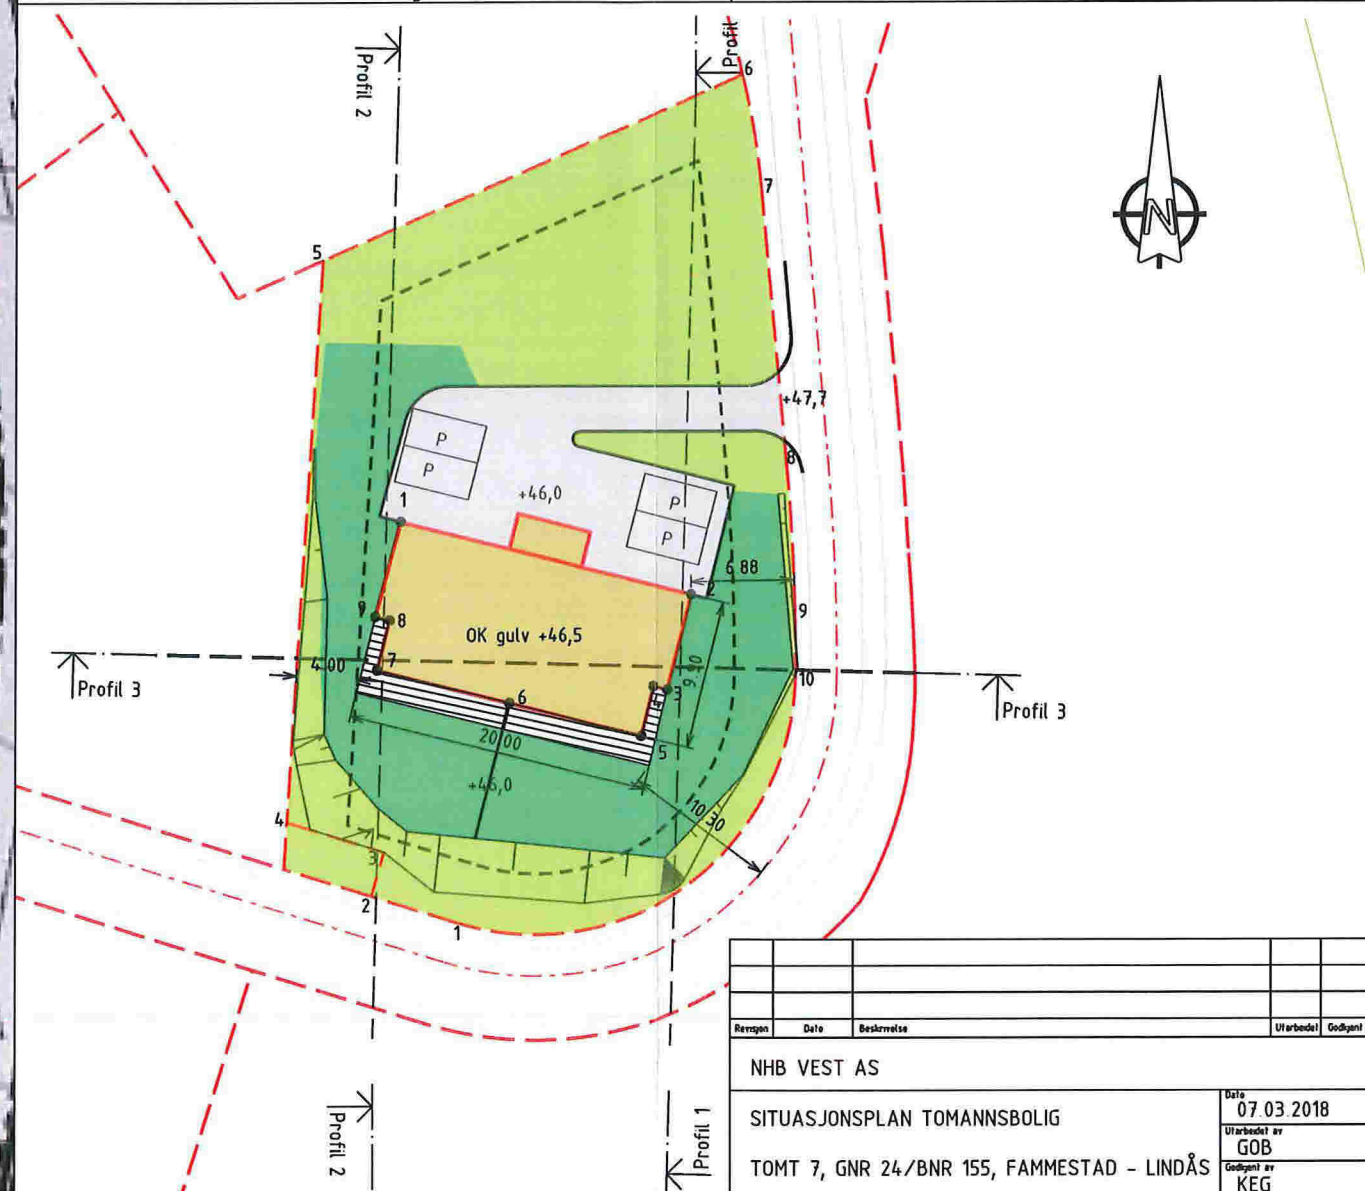 Profil 2
Profil
6
7
N
5
+47,7
8
P
P
+46,0
1
P
P
6.88
2
9
9
8
OK gulv +46,5
4.00
7
9.90
10
Profil 3
3
4
Profil 3
6
20.00
5
+46,0
10.30
4
3
2
1
Revisjon Dato Beskrivelse Utarbeidet Godkjent
NHB VEST AS
Profil 2
Profil 1
SITUASJONSPLAN TOMANNSBOLIG
Dato
07.03.2018
Utarbeidet av
GOB
TOMT 7, GNR 24/BNR 155, FAMMESTAD - LINDÅS
Godkjent av
KEG